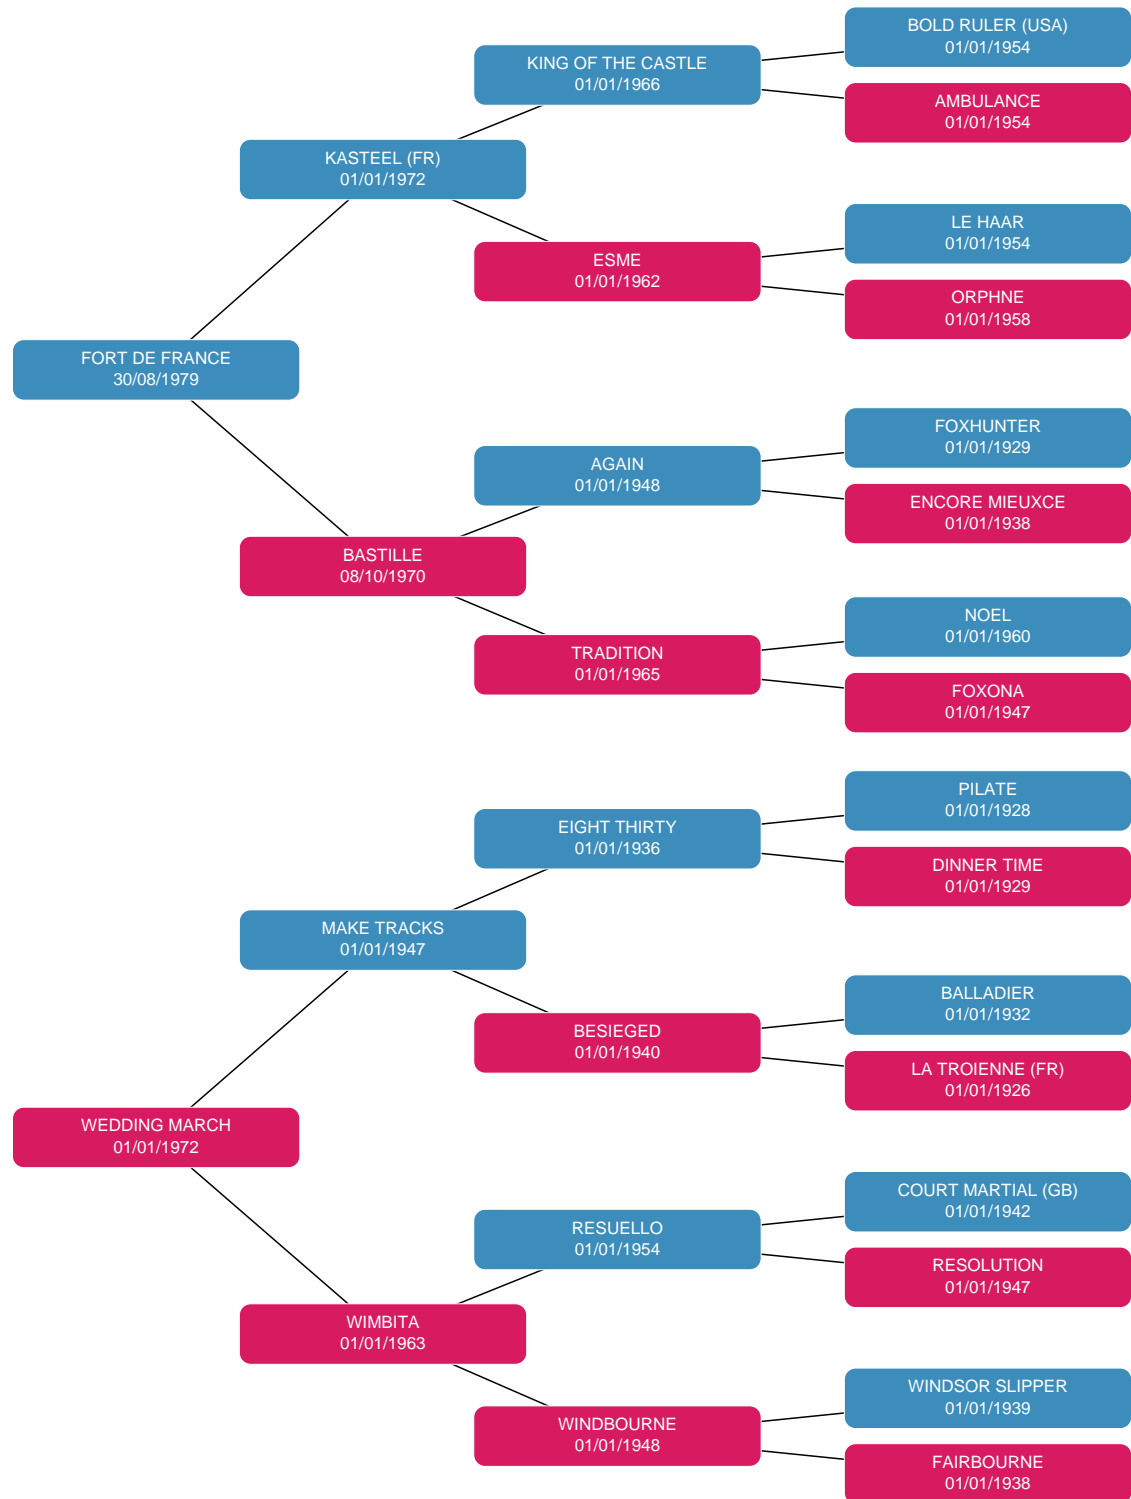 BOLD RULER (USA)
01/01/1954
KING OF THE CASTLE
01/01/1966
AMBULANCE
01/01/1954
KASTEEL (FR)
01/01/1972
LE HAAR
01/01/1954
ESME
01/01/1962
ORPHNE
01/01/1958
FORT DE FRANCE
30/08/1979
FOXHUNTER
01/01/1929
AGAIN
01/01/1948
ENCORE MIEUXCE
01/01/1938
BASTILLE
08/10/1970
NOEL
01/01/1960
TRADITION
01/01/1965
FOXONA
01/01/1947
PILATE
01/01/1928
EIGHT THIRTY
01/01/1936
DINNER TIME
01/01/1929
MAKE TRACKS
01/01/1947
BALLADIER
01/01/1932
BESIEGED
01/01/1940
LA TROIENNE (FR)
01/01/1926
WEDDING MARCH
01/01/1972
COURT MARTIAL (GB)
01/01/1942
RESUELLO
01/01/1954
RESOLUTION
01/01/1947
WIMBITA
01/01/1963
WINDSOR SLIPPER
01/01/1939
WINDBOURNE
01/01/1948
FAIRBOURNE
01/01/1938